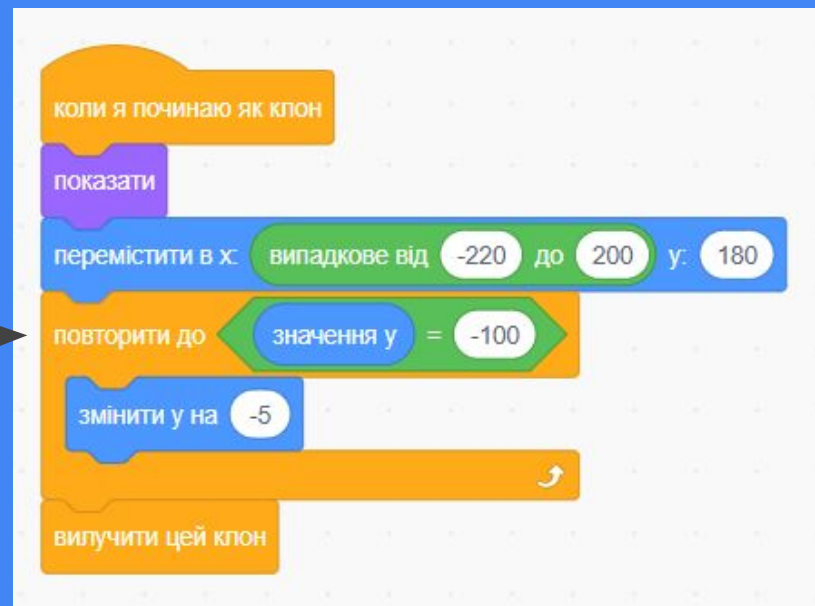 коли я починаю як клон
показати
перемістити в x: випадкове від -220 до 200 y: 180
повторити до значення y = -100
змінити y на -5
вилучити цей клон